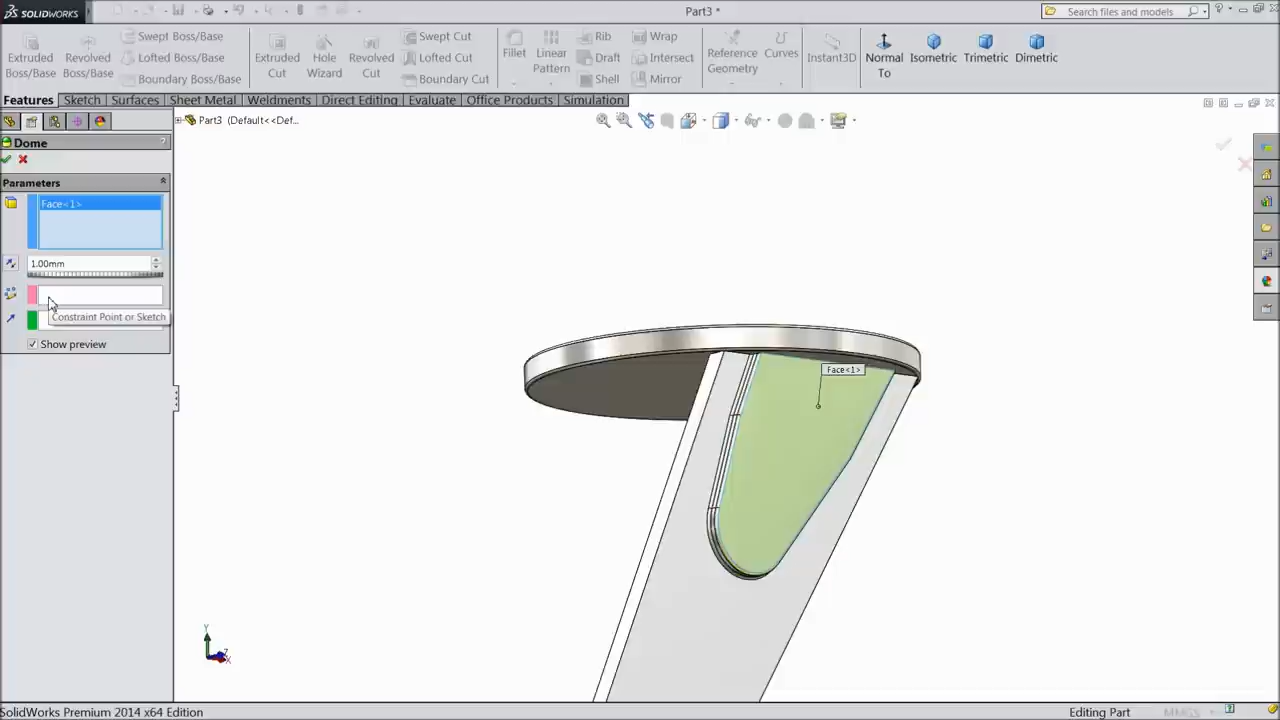 SOLIDWORKS
Part3 *
Search files and models
Extruded Boss/Base
Revolved Boss/Base
Swept Boss/Base
Lofted Boss/Base
Boundary Boss/Base
Extruded Cut
Hole Wizard
Revolved Cut
Swept Cut
Lofted Cut
Boundary Cut
Fillet
Linear Pattern
Rib
Draft
Shell
Wrap
Intersect
Mirror
Reference Geometry
Curves
Instant3D
Normal To
Isometric
Trimetric
Dimetric
Features
Sketch
Surfaces
Sheet Metal
Weldments
Direct Editing
Evaluate
Office Products
Simulation
Part3 (Default<<Def...
Dome
?
Parameters
Face<1>
1.00mm
Constraint Point or Sketch
Show preview
Face<1>
Y
Z
X
SolidWorks Premium 2014 x64 Edition
Editing Part
MMGS